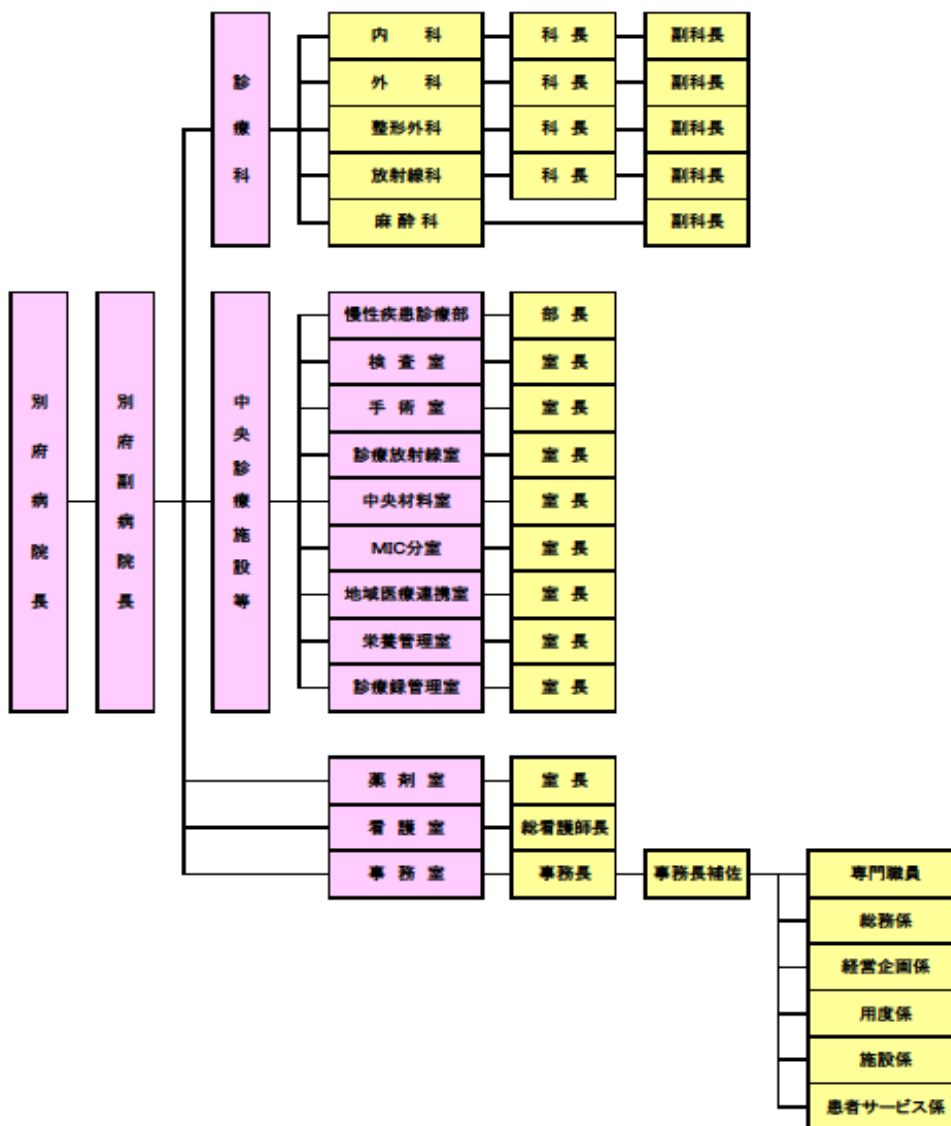 別府病院長
別府副病院長
診療科
内 科 科 長 副科長
外 科 科 長 副科長
整形外科 科 長 副科長
放射線科 科 長 副科長
麻 酔 科 副科長
中央診療施設等
慢性疾患診療部 部 長
検 査 室 室 長
手 術 室 室 長
診療放射線室 室 長
中央材料室 室 長
MIC分室 室 長
地域医療連携室 室 長
栄養管理室 室 長
診療録管理室 室 長
薬 剤 室 室 長
看 護 室 総看護師長
事 務 室 事務長 事務長補佐 専門職員
総務係
経営企画係
用度係
施設係
患者サービス係